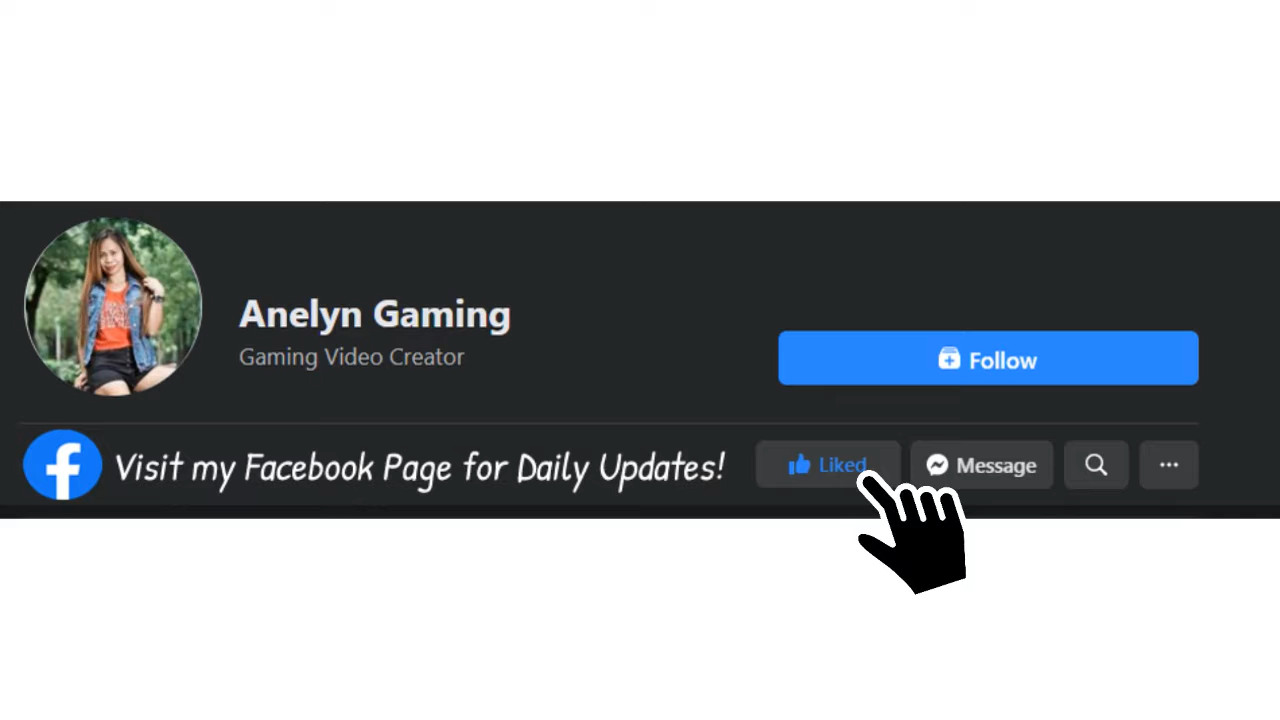 Anelyn Gaming
Gaming Video Creator
Follow
Visit my Facebook Page for Daily Updates!
Liked
Message